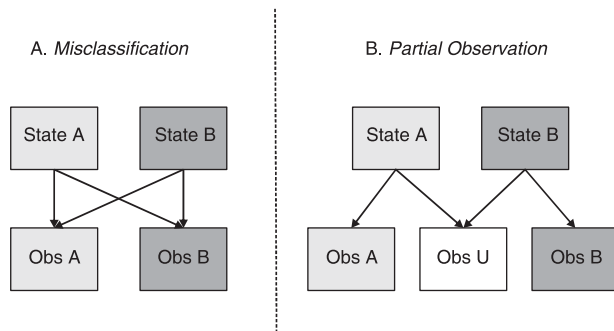 A. Misclassification
State A
State B
Obs A
Obs B
B. Partial Observation
State A
State B
Obs A
Obs U
Obs B